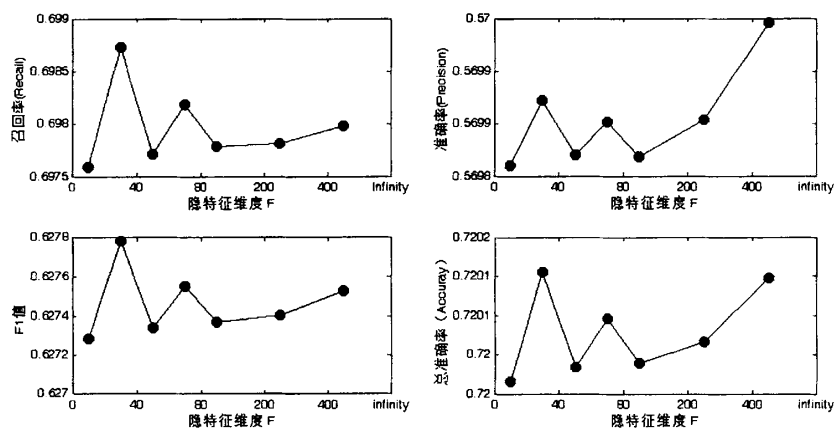 0.699
0.6985
0.698
0.6975
召回率(Recall)
0 40 80 200 400 Infinity
隐特征维度 F
0.57
0.5699
0.5699
0.5698
准确率(Precision)
0 40 80 200 400 infinity
隐特征维度 F
0.6278
0.6276
0.6274
0.6272
0.627
F1值
0 40 80 200 400 infinity
隐特征维度 F
0.7202
0.7201
0.7201
0.72
0.72
总准确率（Accuray）
0 40 80 200 400 infinity
隐特征维度 F